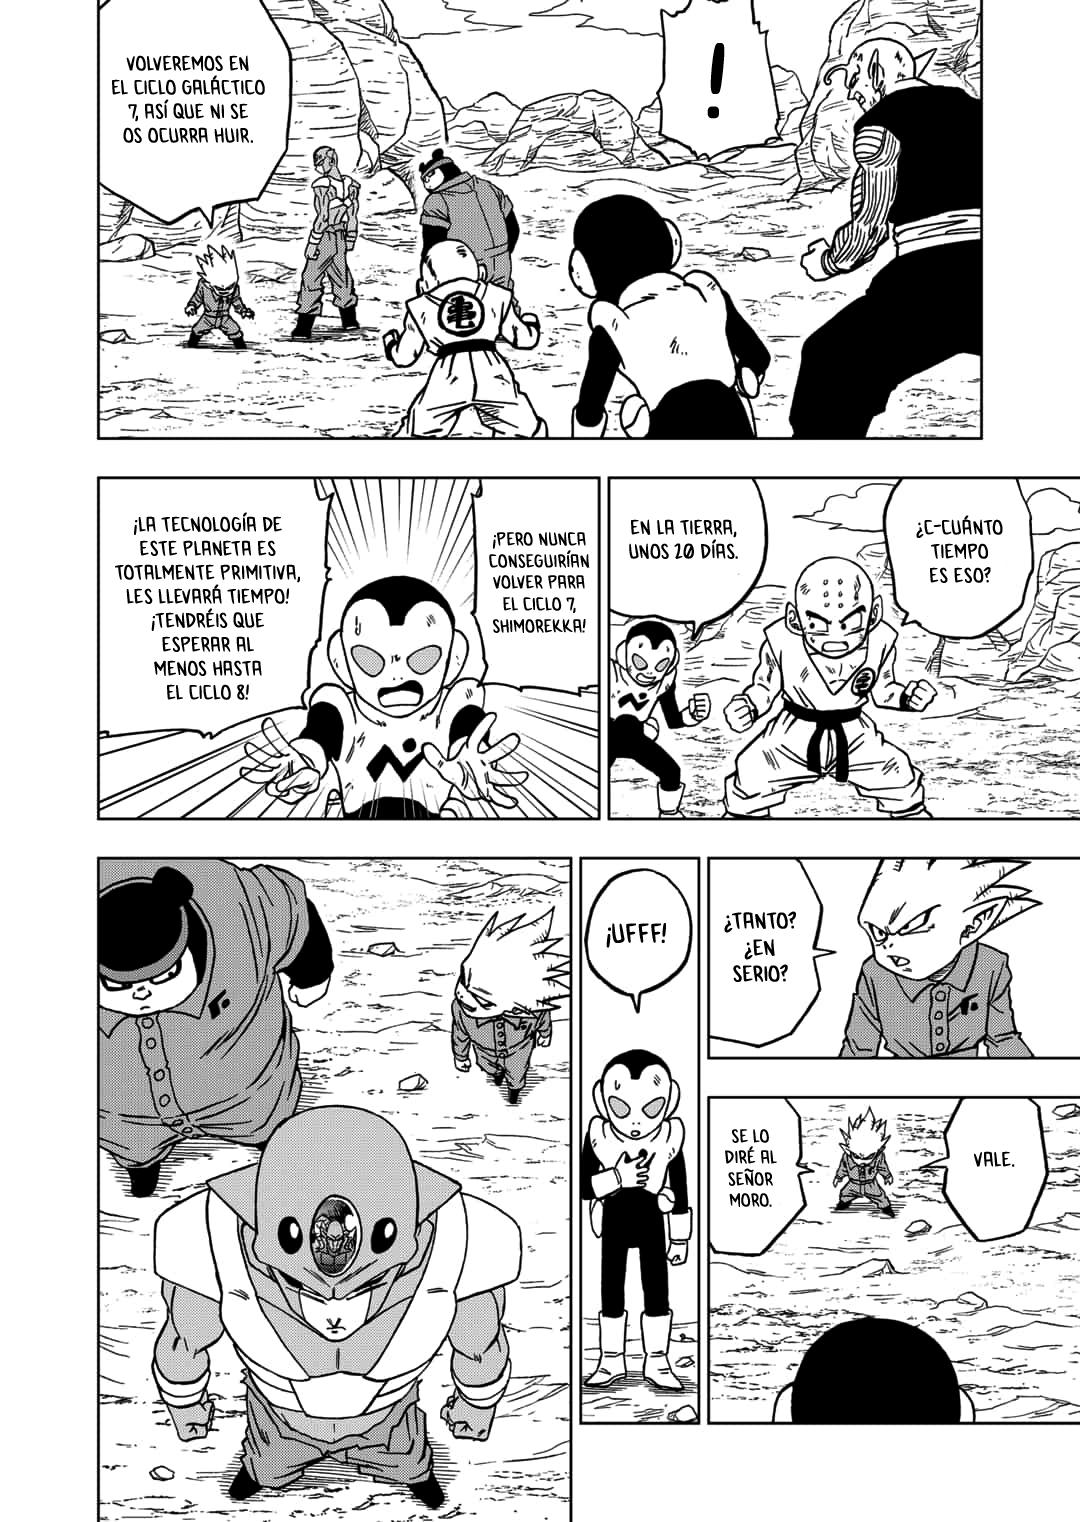 !
VOLVEREMOS EN
EL CICLO GALÁCTICO
7, ASÍ QUE NI SE
OS OCURRA HUIR.
亀
¿C-CUÁNTO
TIEMPO
ES ESO?
EN LA TIERRA,
UNOS 20 DÍAS.
¡PERO NUNCA
CONSEGUIRÍAN
VOLVER PARA
EL CICLO 7,
SHIMOREKKA!
¡LA TECNOLOGÍA DE
ESTE PLANETA ES
TOTALMENTE PRIMITIVA,
LES LLEVARÁ TIEMPO!
¡TENDRÉIS QUE
ESPERAR AL
MENOS HASTA
EL CICLO 8!
¿TANTO?
¿EN
SERIO?
VALE.
SE LO
DIRÉ AL
SEÑOR
MORO.
¡UFFF!